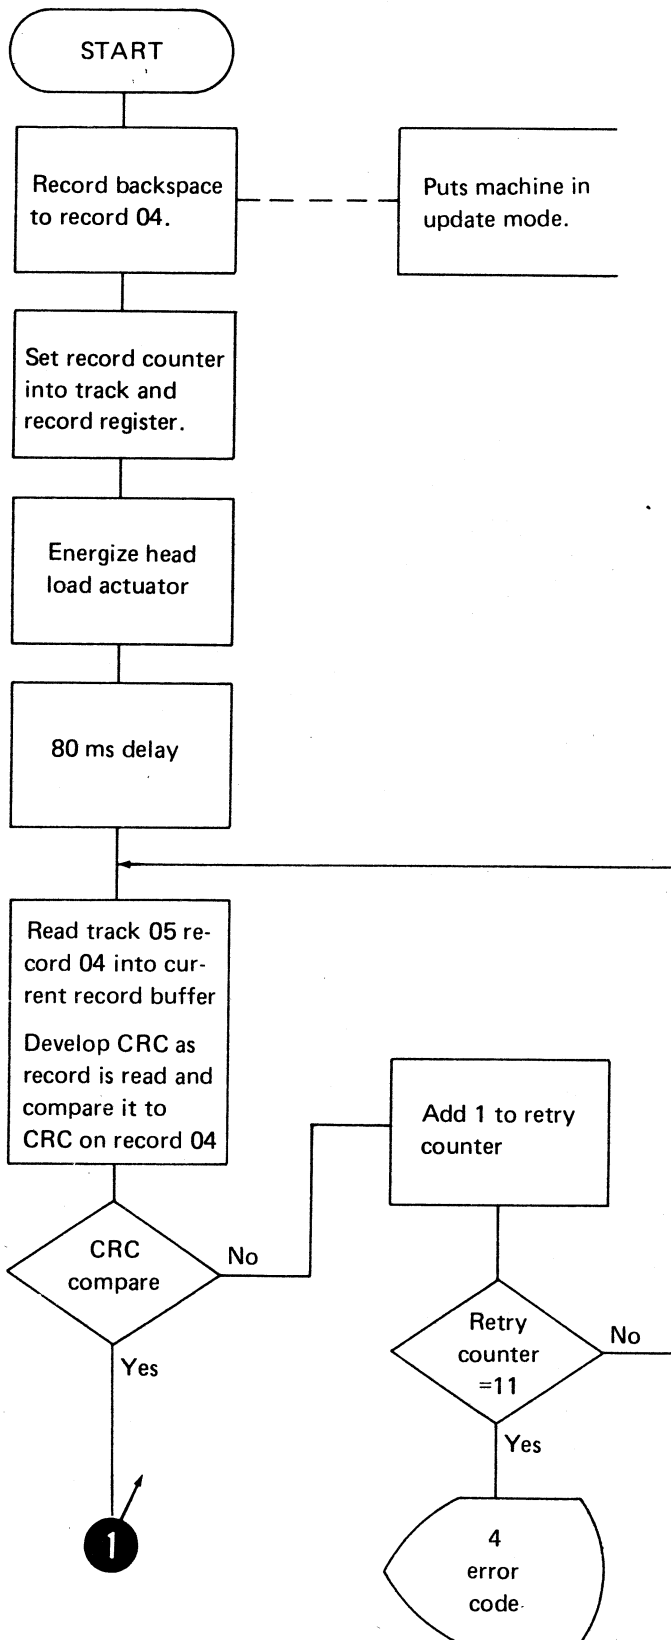 START
Record backspace
to record 04.
Puts machine in
update mode.
Set record counter
into track and
record register.
Energize head
load actuator
80 ms delay
Read track 05 re-
cord 04 into cur-
rent record buffer
Develop CRC as
record is read and
compare it to
CRC on record 04
Add 1 to retry
counter
CRC
compare
No
Yes
Retry
counter
=11
No
Yes
1
4
error
code